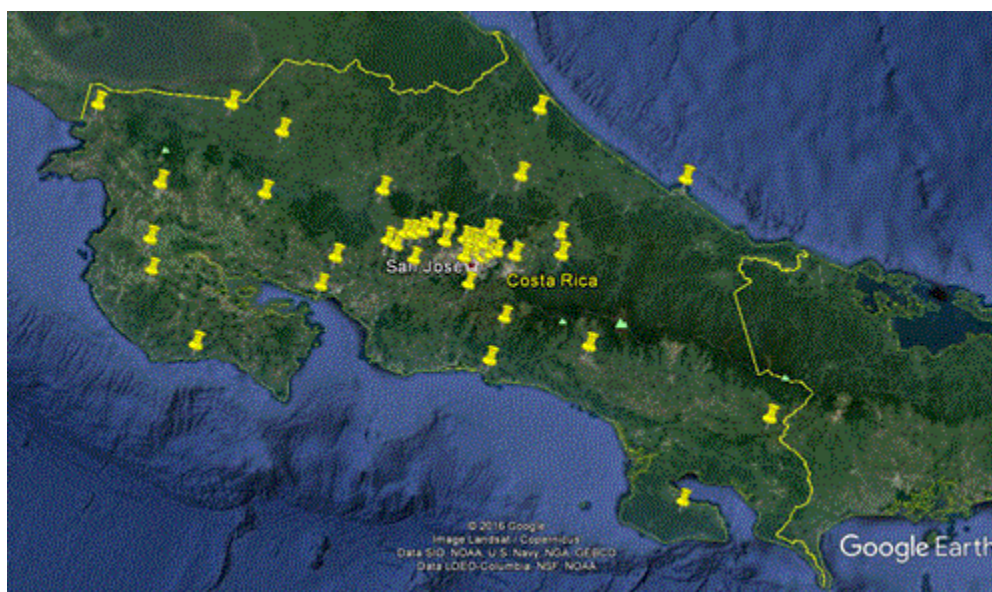 San José
Costa Rica
© 2016 Google
Image Landsat / Copernicus
Data SIO, NOAA, U.S. Navy, NGA, GEBCO
Data LDEO-Columbia, NSF, NOAA
Google Earth